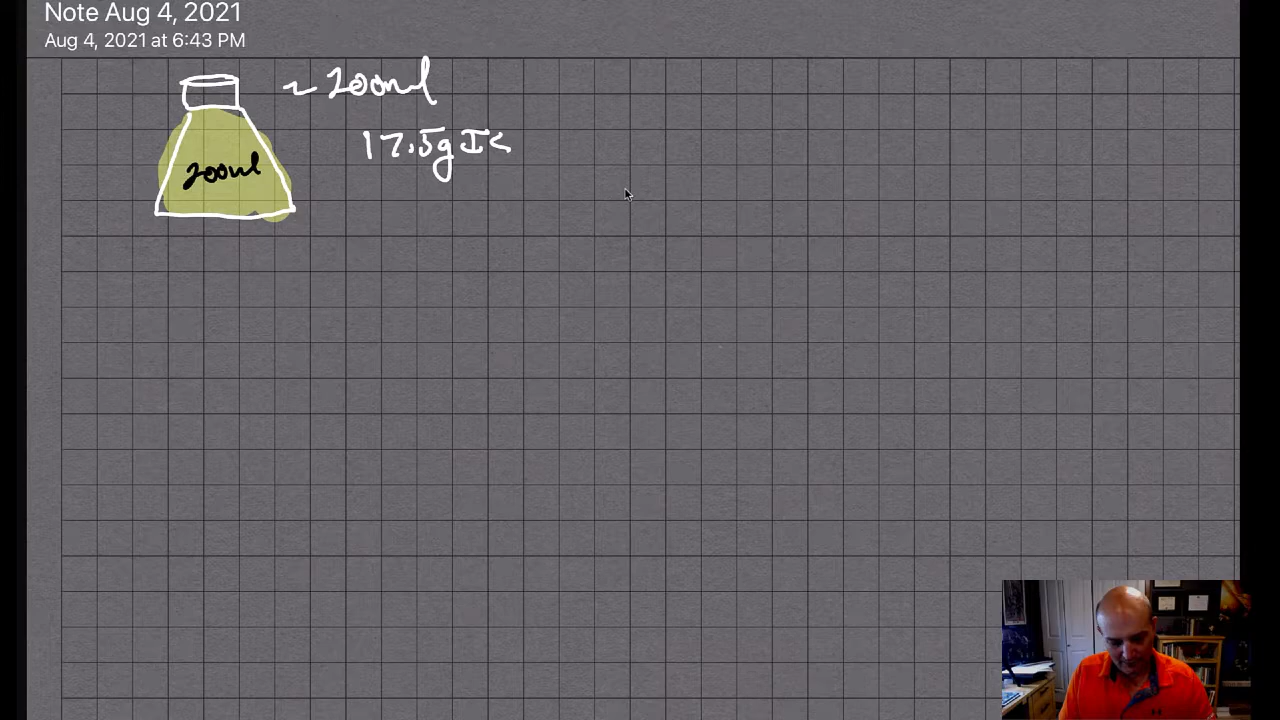 Note Aug 4, 2021
Aug 4, 2021 at 6:43 PM
~ 200ml
17.5g I<
200ml